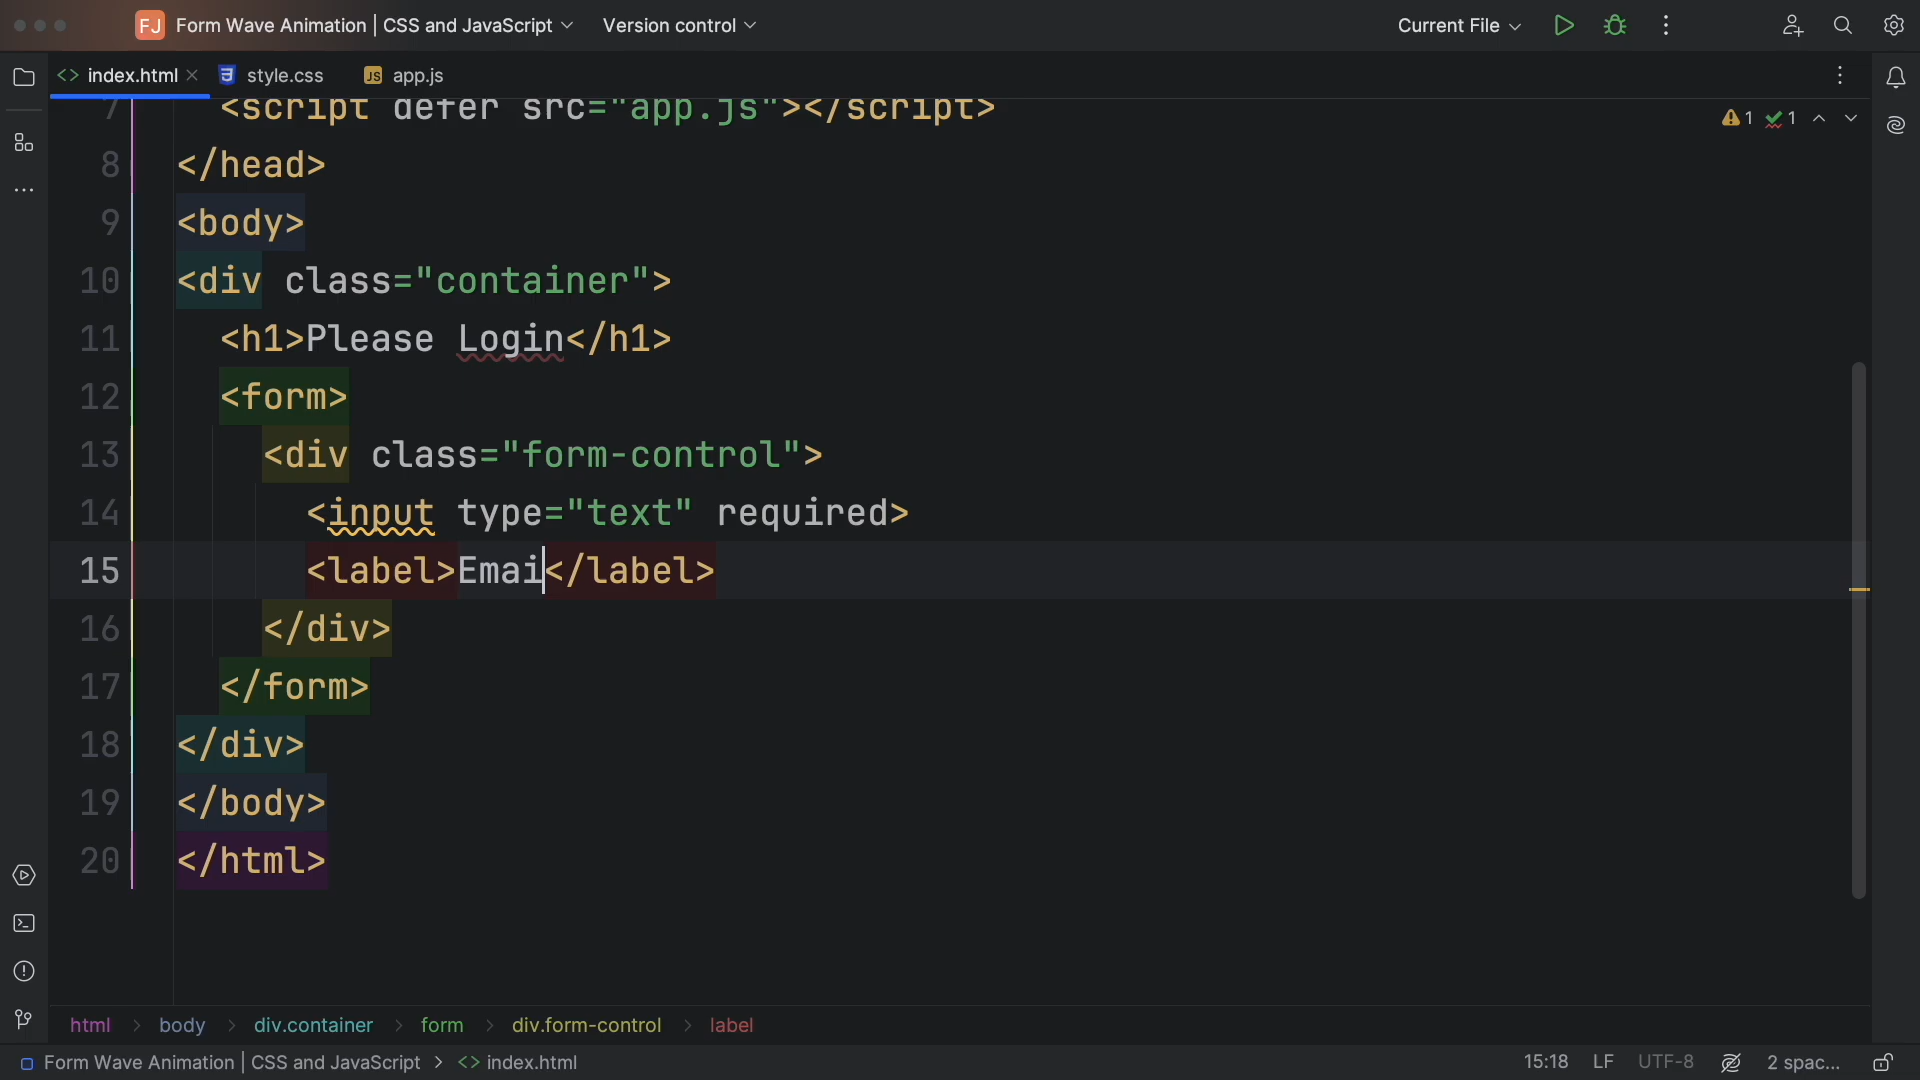 FJ Form Wave Animation | CSS and JavaScript Version control Current File
index.html style.css JS app.js
1 1
7 <script defer src="app.js"></script>
8 </head>
9 <body>
10 <div class="container">
11 <h1>Please Login</h1>
12 <form>
13 <div class="form-control">
14 <input type="text" required>
15 <label>Emai</label>
16 </div>
17 </form>
18 </div>
19 </body>
20 </html>
html > body > div.container > form > div.form-control > label
Form Wave Animation | CSS and JavaScript > <> index.html 15:18 LF UTF-8 2 spac...